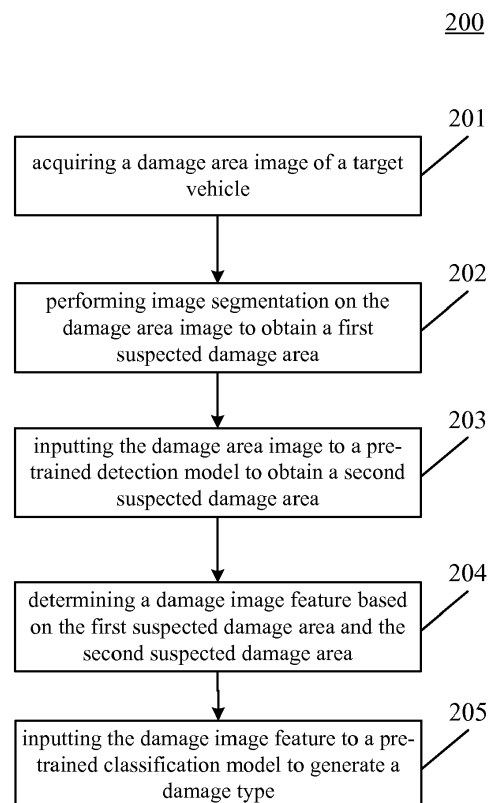 200
201
acquiring a damage area image of a target
vehicle
202
performing image segmentation on the
damage area image to obtain a first
suspected damage area
203
inputting the damage area image to a pre-
trained detection model to obtain a second
suspected damage area
204
determining a damage image feature based
on the first suspected damage area and the
second suspected damage area
205
inputting the damage image feature to a pre-
trained classification model to generate a
damage type